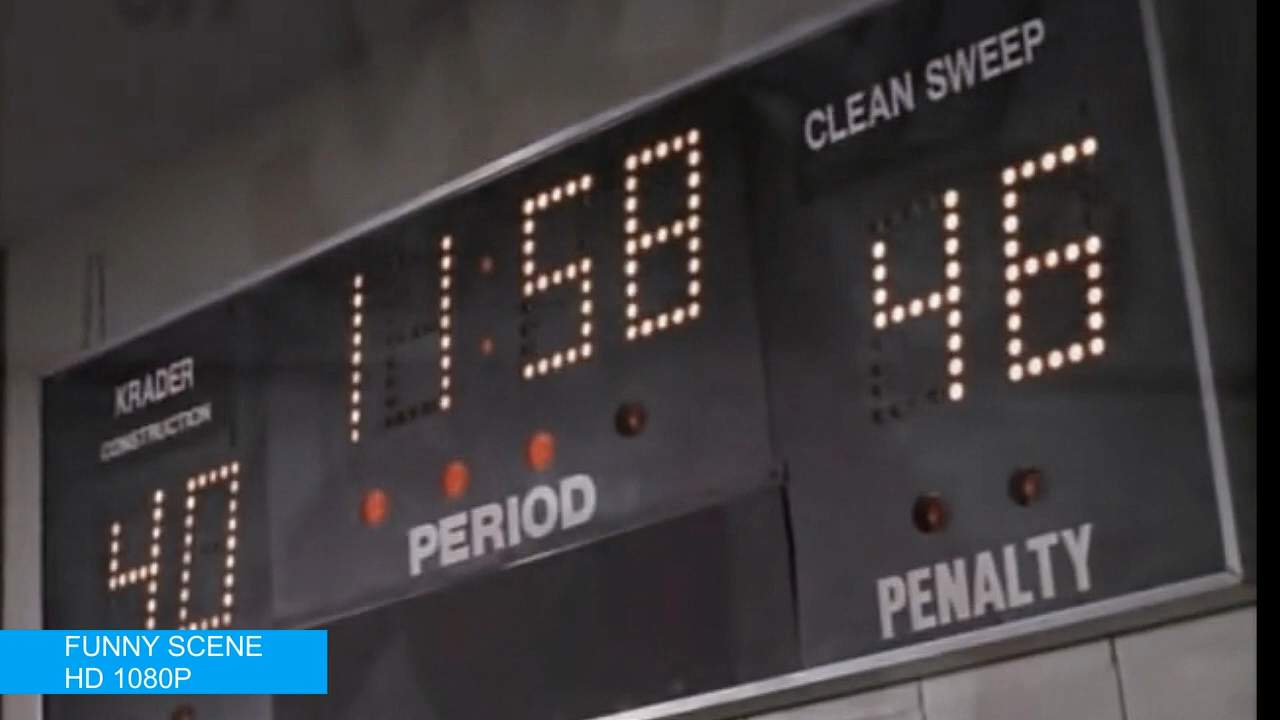 CLEAN SWEEP
11:58
46
KRADER
CONSTRUCTION
40
PERIOD
PENALTY
FUNNY SCENE
HD 1080P